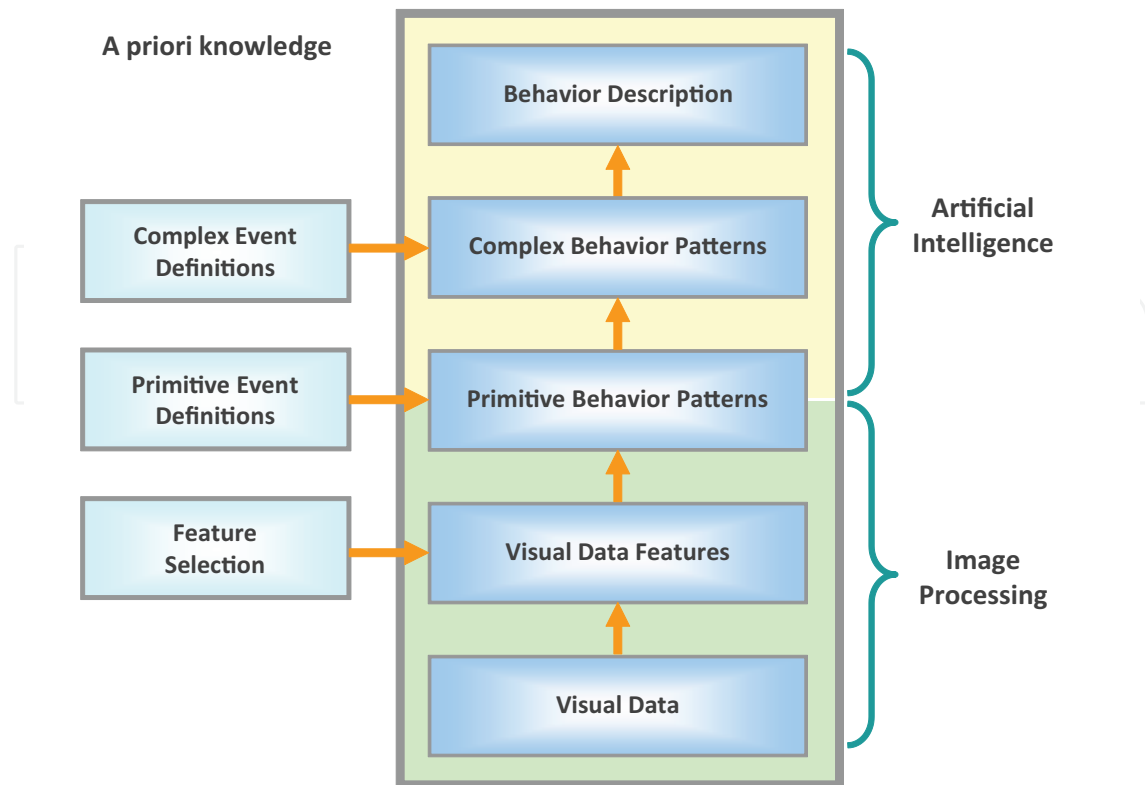 A priori knowledge
Behavior Description
Complex Event
Definitions
Complex Behavior Patterns
Artificial
Intelligence
Primitive Event
Definitions
Primitive Behavior Patterns
Feature
Selection
Visual Data Features
Image
Processing
Visual Data